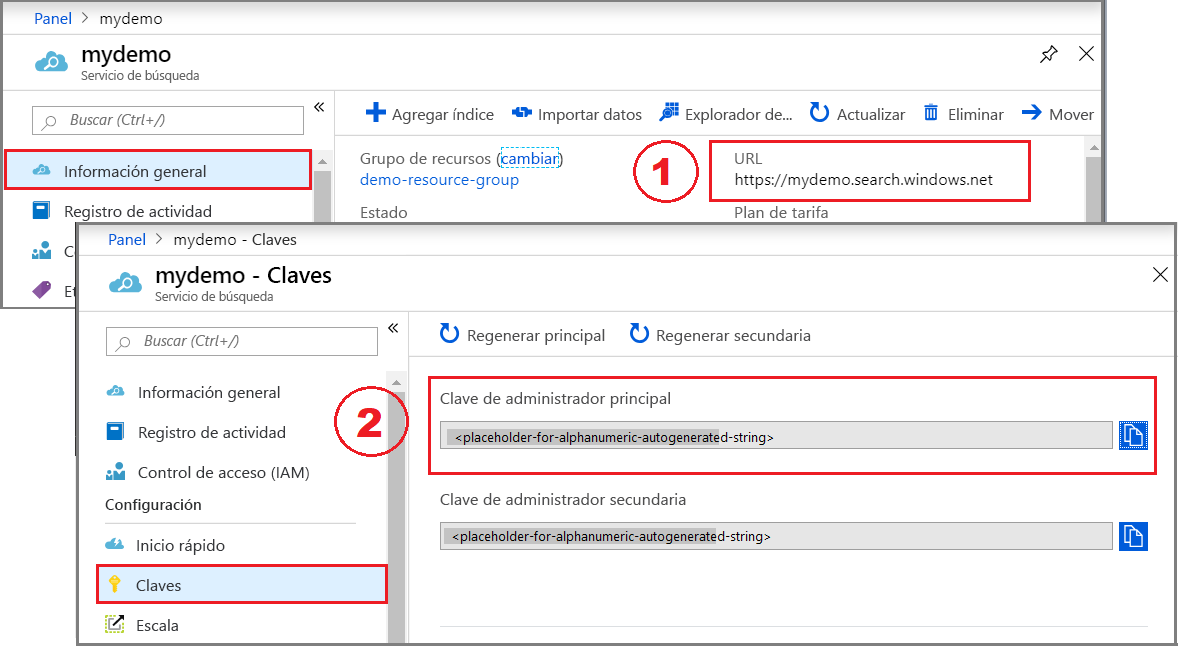 Panel > mydemo
mydemo
Servicio de búsqueda
Buscar (Ctrl+/)
«
Agregar índice
Importar datos
Explorador de...
Actualizar
Eliminar
Mover
Información general
Registro de actividad
C
Et
Grupo de recursos (cambiar)
demo-resource-group
Estado
1
URL
https://mydemo.search.windows.net
Plan de tarifa
Panel > mydemo - Claves
mydemo - Claves
Servicio de búsqueda
Buscar (Ctrl+/)
«
Regenerar principal
Regenerar secundaria
Información general
Registro de actividad
Control de acceso (IAM)
Configuración
Inicio rápido
Claves
Escala
2
Clave de administrador principal
<placeholder-for-alphanumeric-autogenerated-string>
Clave de administrador secundaria
<placeholder-for-alphanumeric-autogenerated-string>